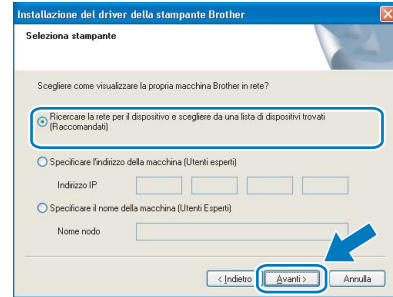 Installazione del driver della stampante Brother
Seleziona stampante
Scegliere come visualizzare la propria macchina Brother in rete?
Ricercare la rete per il dispositivo e scegliere da una lista di dispositivi trovati
(Raccomandati)
Specificare l'indirizzo della macchina (Utenti esperti)
Indirizzo IP
Specificare il nome della macchina (Utenti Esperti)
Nome nodo
< Indietro Avanti > Annulla